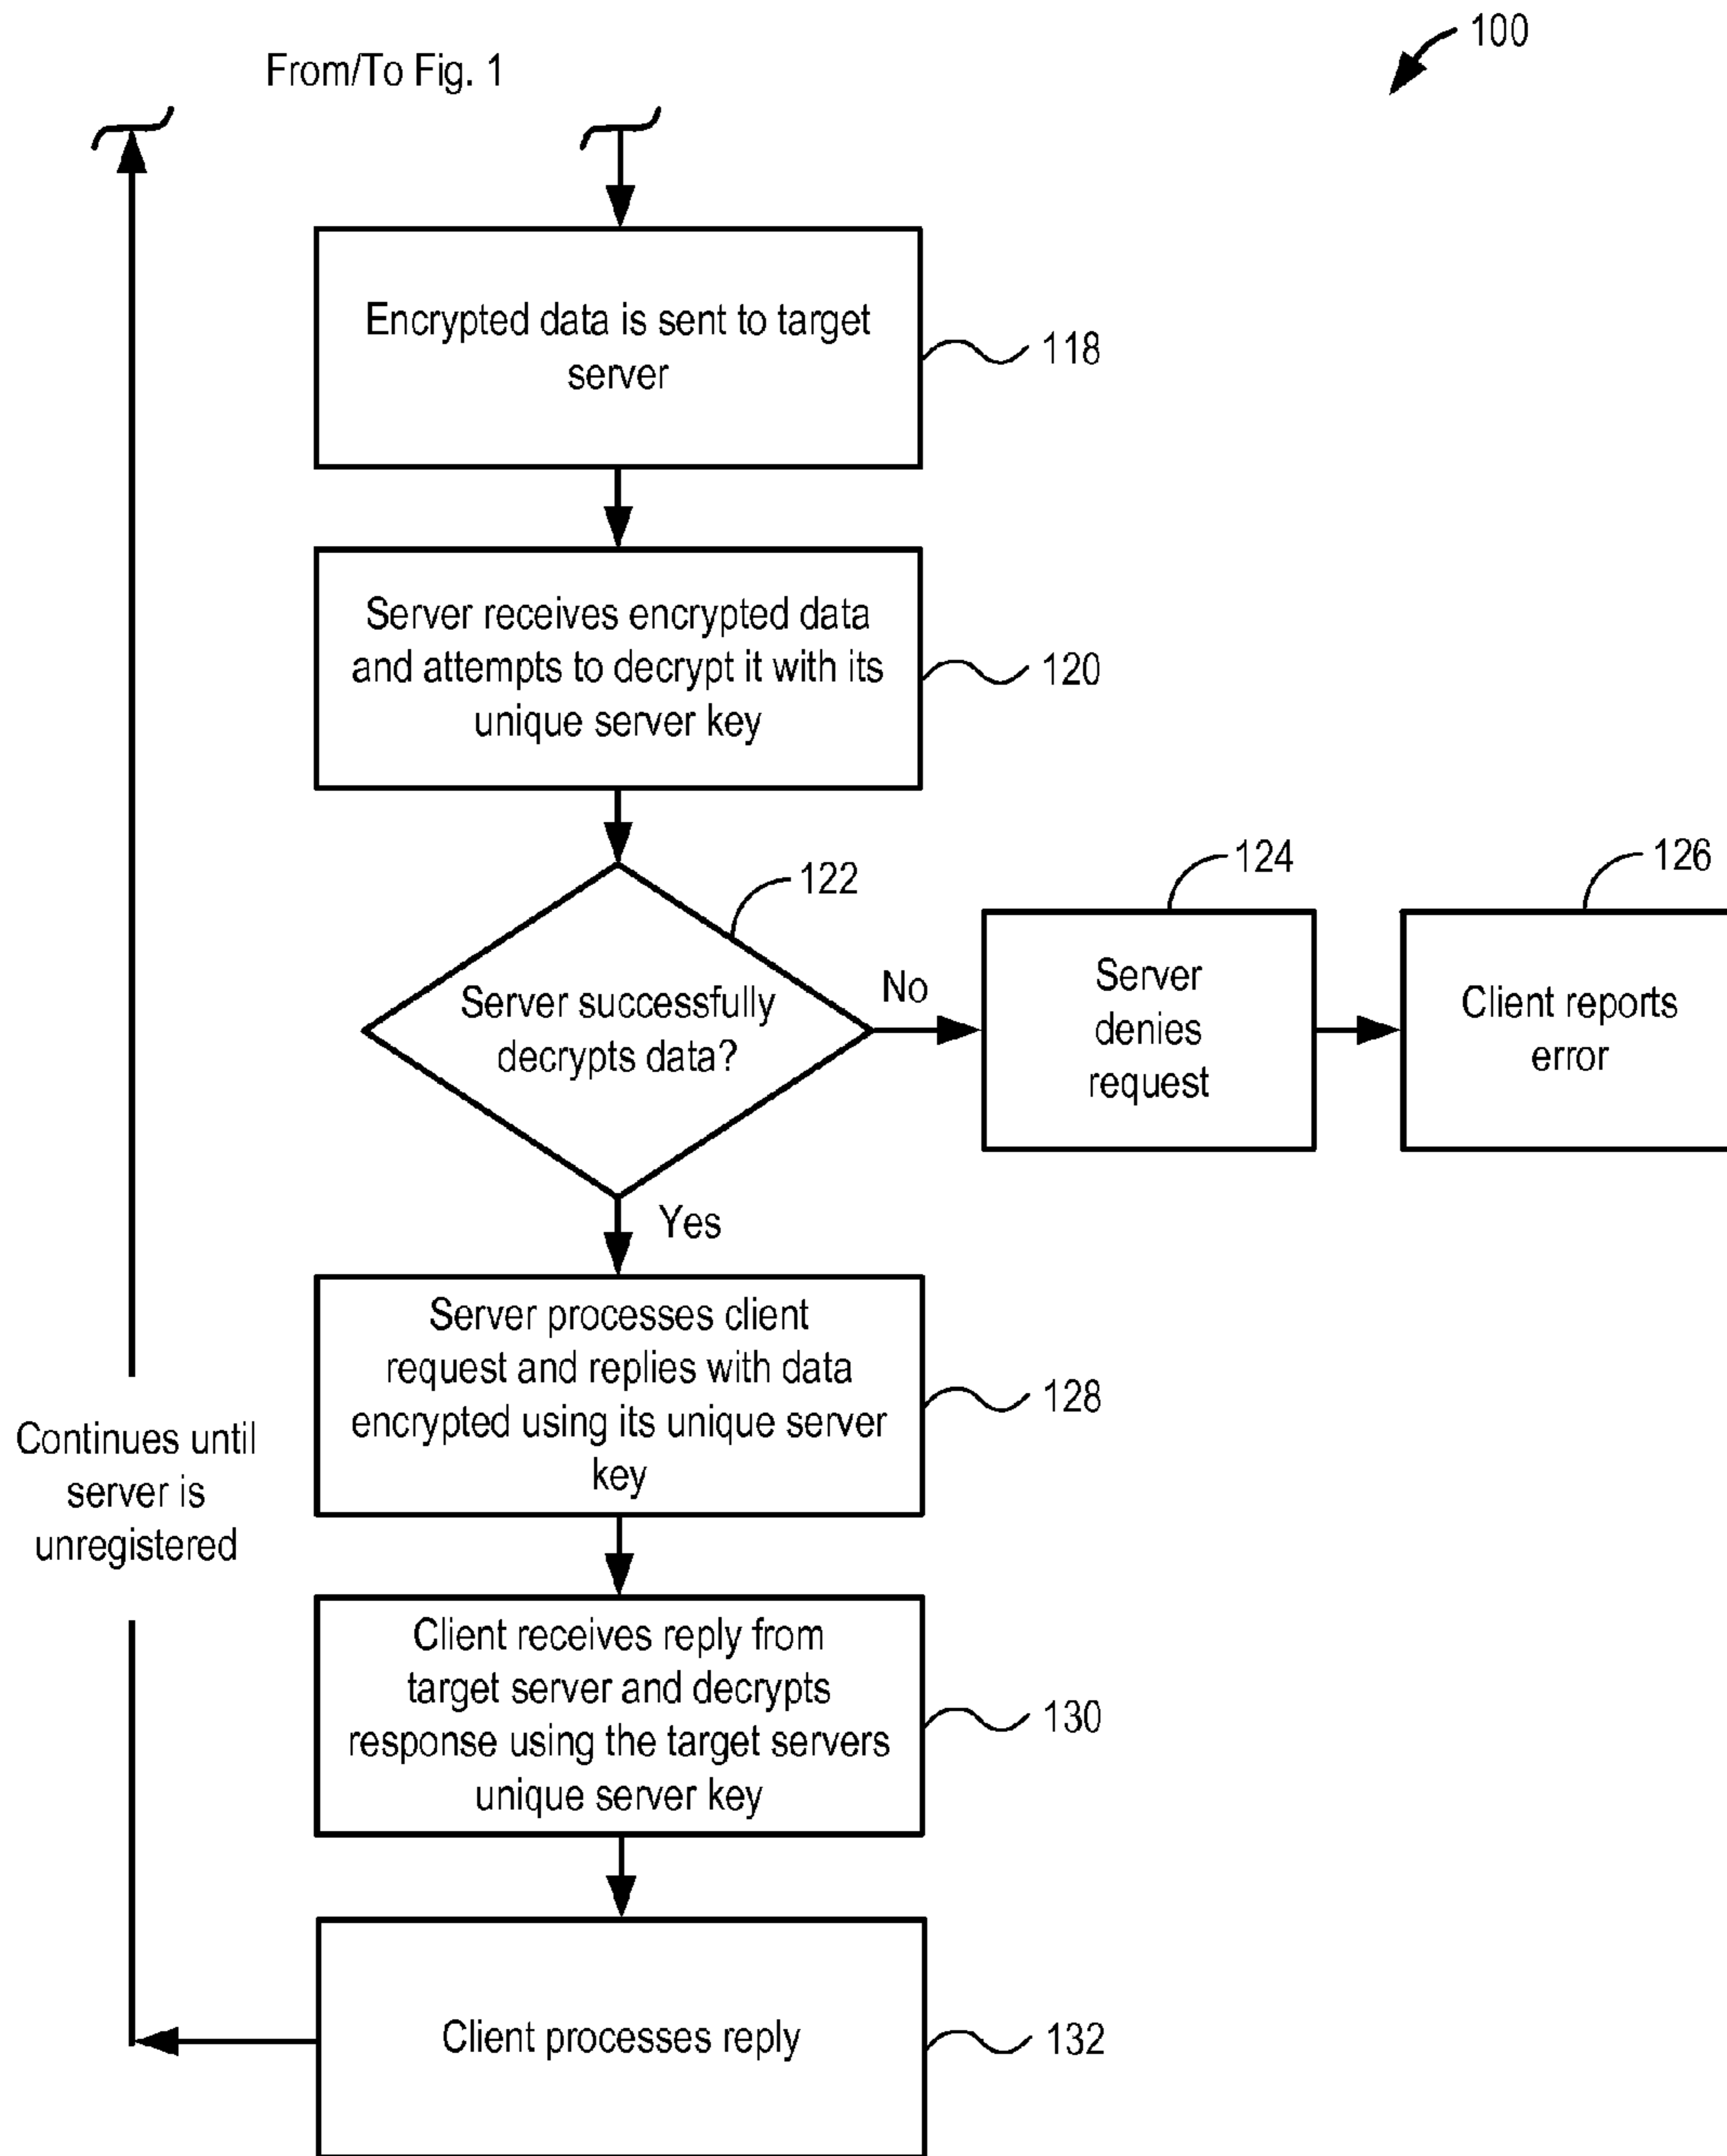 100
From/To Fig. 1
Encrypted data is sent to target
server
118
Server receives encrypted data
and attempts to decrypt it with its
unique server key
120
122
Server successfully
decrypts data?
No
124
Server
denies
request
126
Client reports
error
Yes
Server processes client
request and replies with data
encrypted using its unique server
key
128
Continues until
server is
unregistered
Client receives reply from
target server and decrypts
response using the target servers
unique server key
130
Client processes reply
132